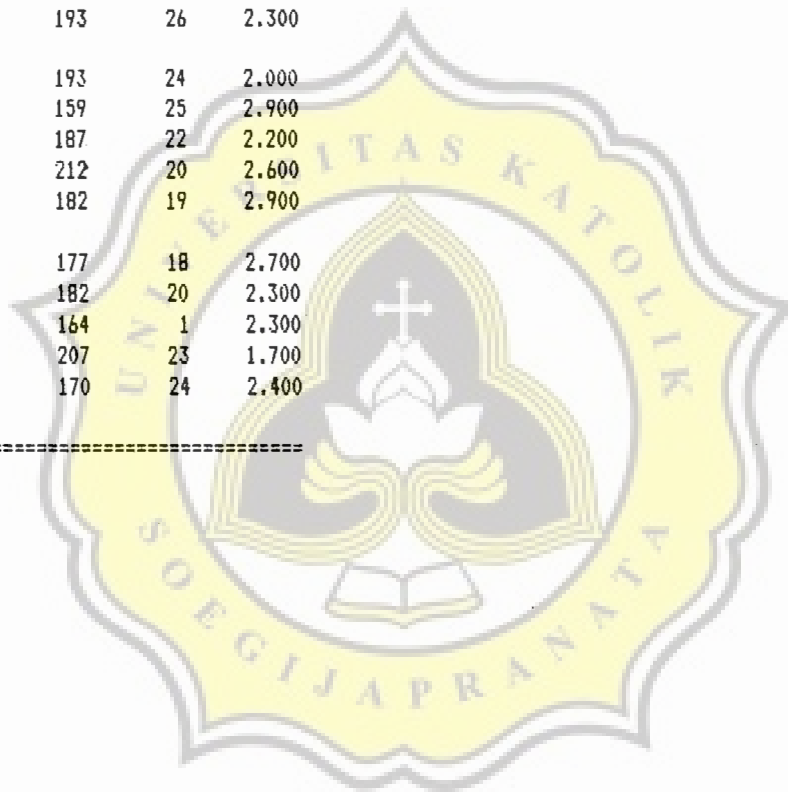 193 26 2.300
193 24 2.000
159 25 2.900
187 22 2.200
212 20 2.600
182 19 2.900
177 18 2.700
182 20 2.300
164 1 2.300
207 23 1.700
170 24 2.400
UNIVERSITAS KATOLIK
SOEGIJAPRANATA